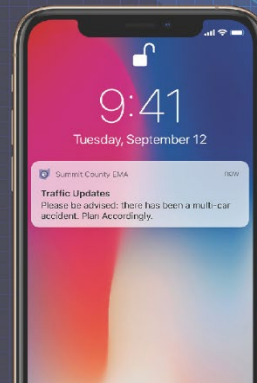 9:41
Tuesday, September 12
Summit County EMA now
Traffic Updates
Please be advised: there has been a multi-car
accident. Plan Accordingly.